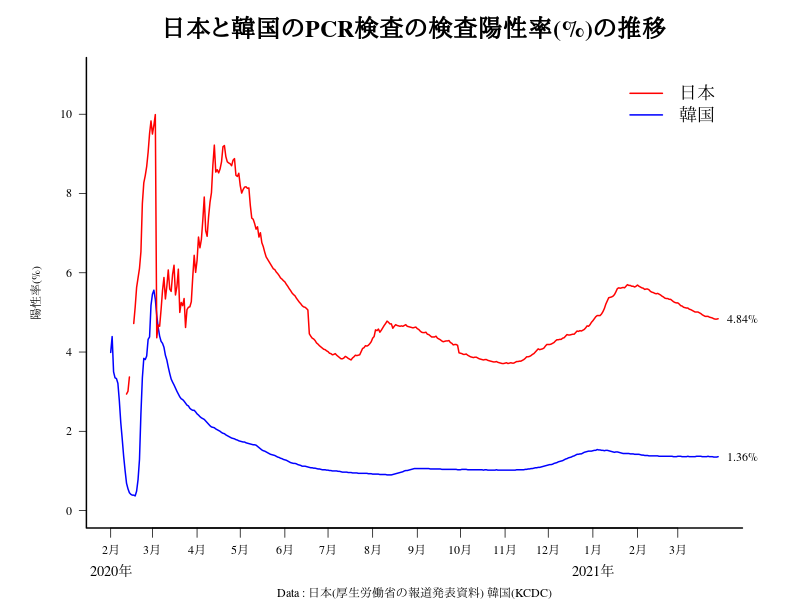 日本と韓国のPCR検査の検査陽性率(%)の推移
日本
韓国
陽性率(%)
10
8
6
4
2
0
4.84%
1.36%
2月 3月 4月 5月 6月 7月 8月 9月 10月 11月 12月 1月 2月 3月
2020年 2021年
Data : 日本(厚生労働省の報道発表資料) 韓国(KCDC)